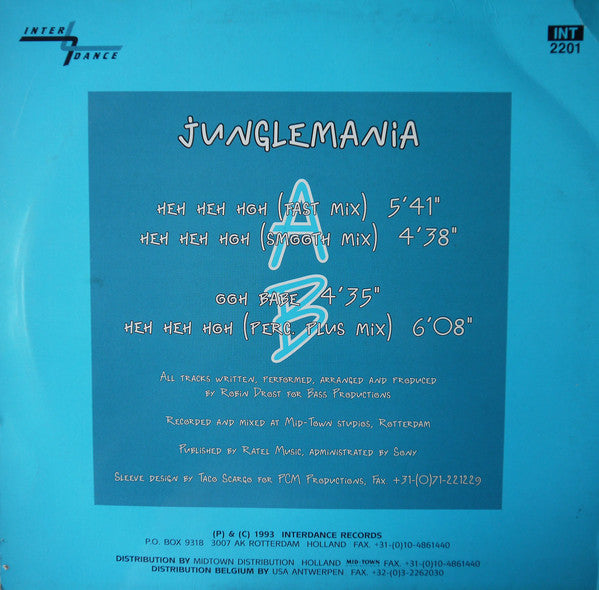 INTER
DANCE
INT
2201
JUNGLEMANiA
A
HEH HEH HOH (FAST MiX) 5'41"
HEH HEH HOH (SMOOTH MiX) 4'38"
B
OOH BABE 4'35"
HEH HEH HOH (PERC. PLUS MiX) 6'08"
ALL TRACKS WRITTEN, PERFORMED, ARRANGED AND PRODUCED
BY ROBIN DROST FOR BASS PRODUCTIONS
RECORDED AND MIXED AT MID-TOWN STUDIOS, ROTTERDAM
PUBLISHED BY RATEL MUSIC, ADMINISTRATED BY SONY
SLEEVE DESIGN BY TACO SCARGO FOR PCM PRODUCTIONS, FAX +31-(0)71-221229
(P) & (C) 1993 INTERDANCE RECORDS
P.O. BOX 9318 3007 AK ROTTERDAM HOLLAND FAX. +31-(0)10-4861440
DISTRIBUTION BY MIDTOWN DISTRIBUTION HOLLAND MID-TOWN FAX. +31-(0)10-4861440
DISTRIBUTION BELGIUM BY USA ANTWERPEN FAX. +32-(0)3-2262030